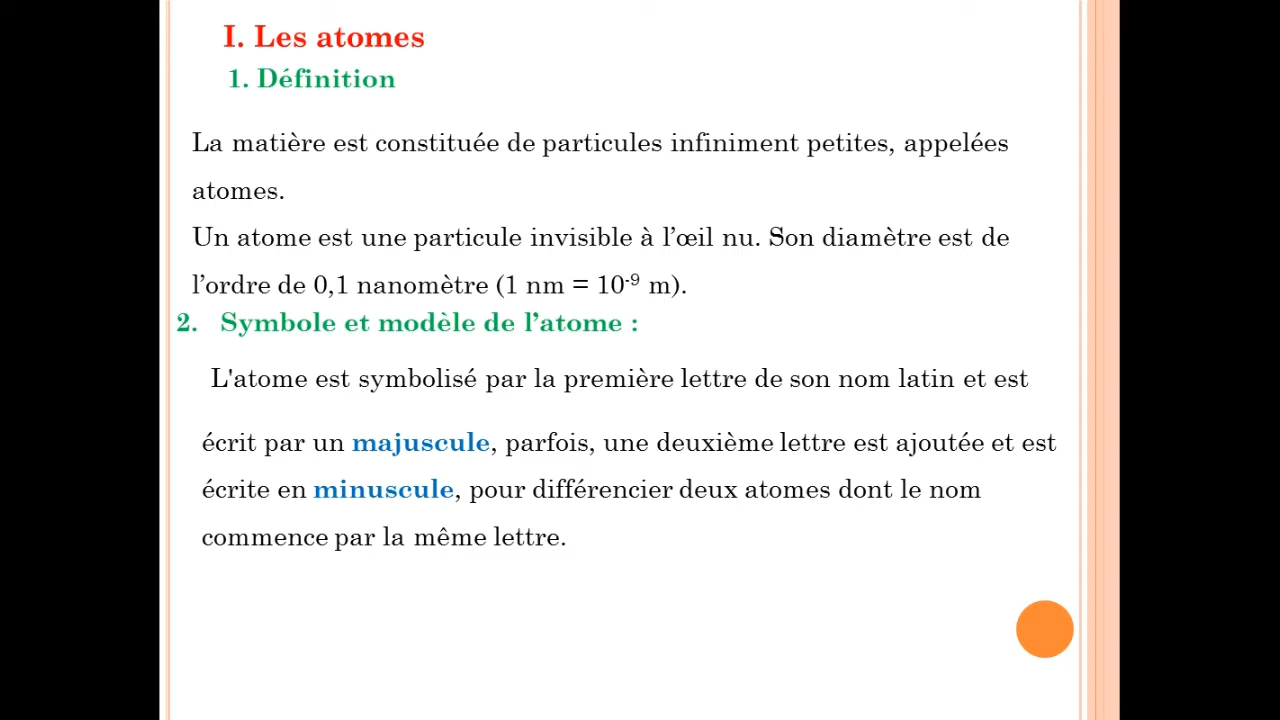 I. Les atomes
1. Définition
La matière est constituée de particules infiniment petites, appelées
atomes.
Un atome est une particule invisible à l’œil nu. Son diamètre est de
l’ordre de 0,1 nanomètre (1 nm = 10⁻⁹ m).
2. Symbole et modèle de l’atome :
L'atome est symbolisé par la première lettre de son nom latin et est
écrit par un majuscule, parfois, une deuxième lettre est ajoutée et est
écrite en minuscule, pour différencier deux atomes dont le nom
commence par la même lettre.